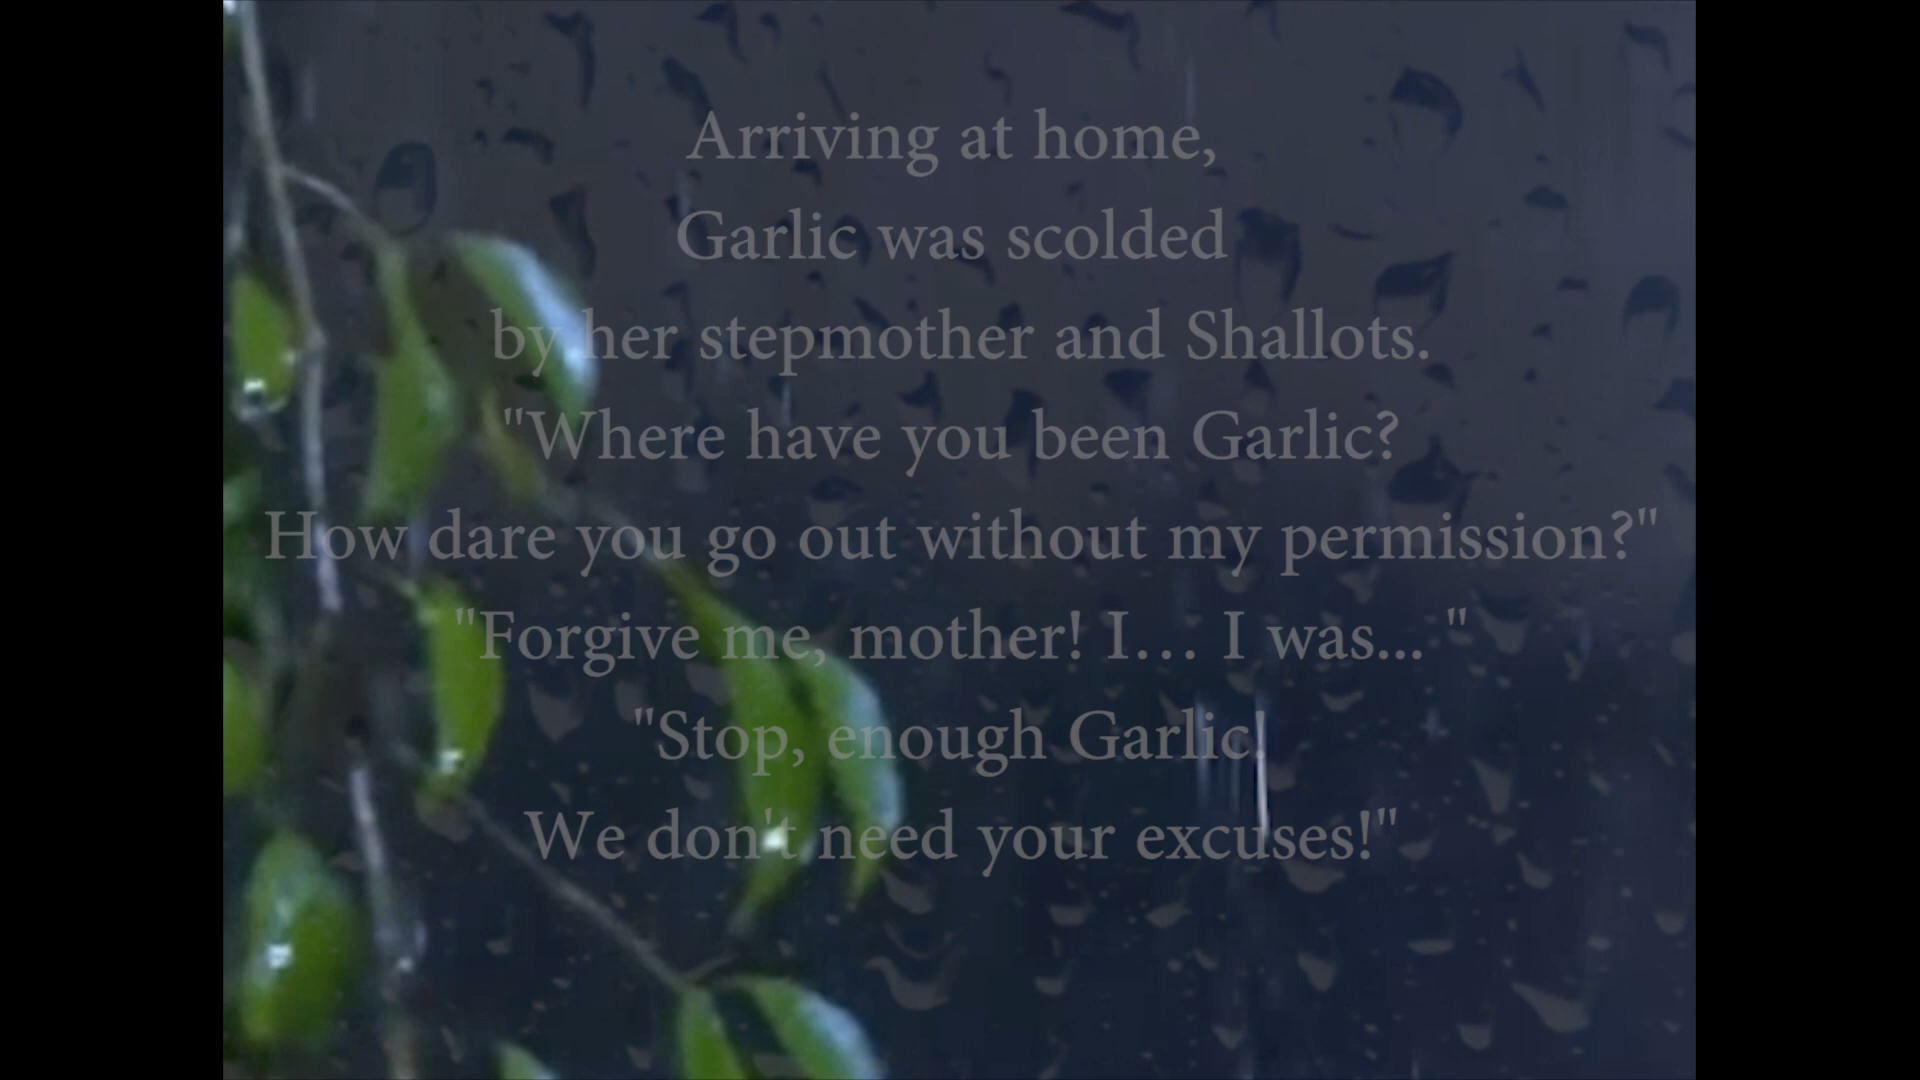 Arriving at home,
Garlic was scolded
by her stepmother and Shallots.
"Where have you been Garlic?
How dare you go out without my permission?"
"Forgive me, mother! I… I was... "
"Stop, enough Garlic.
We don't need your excuses!"